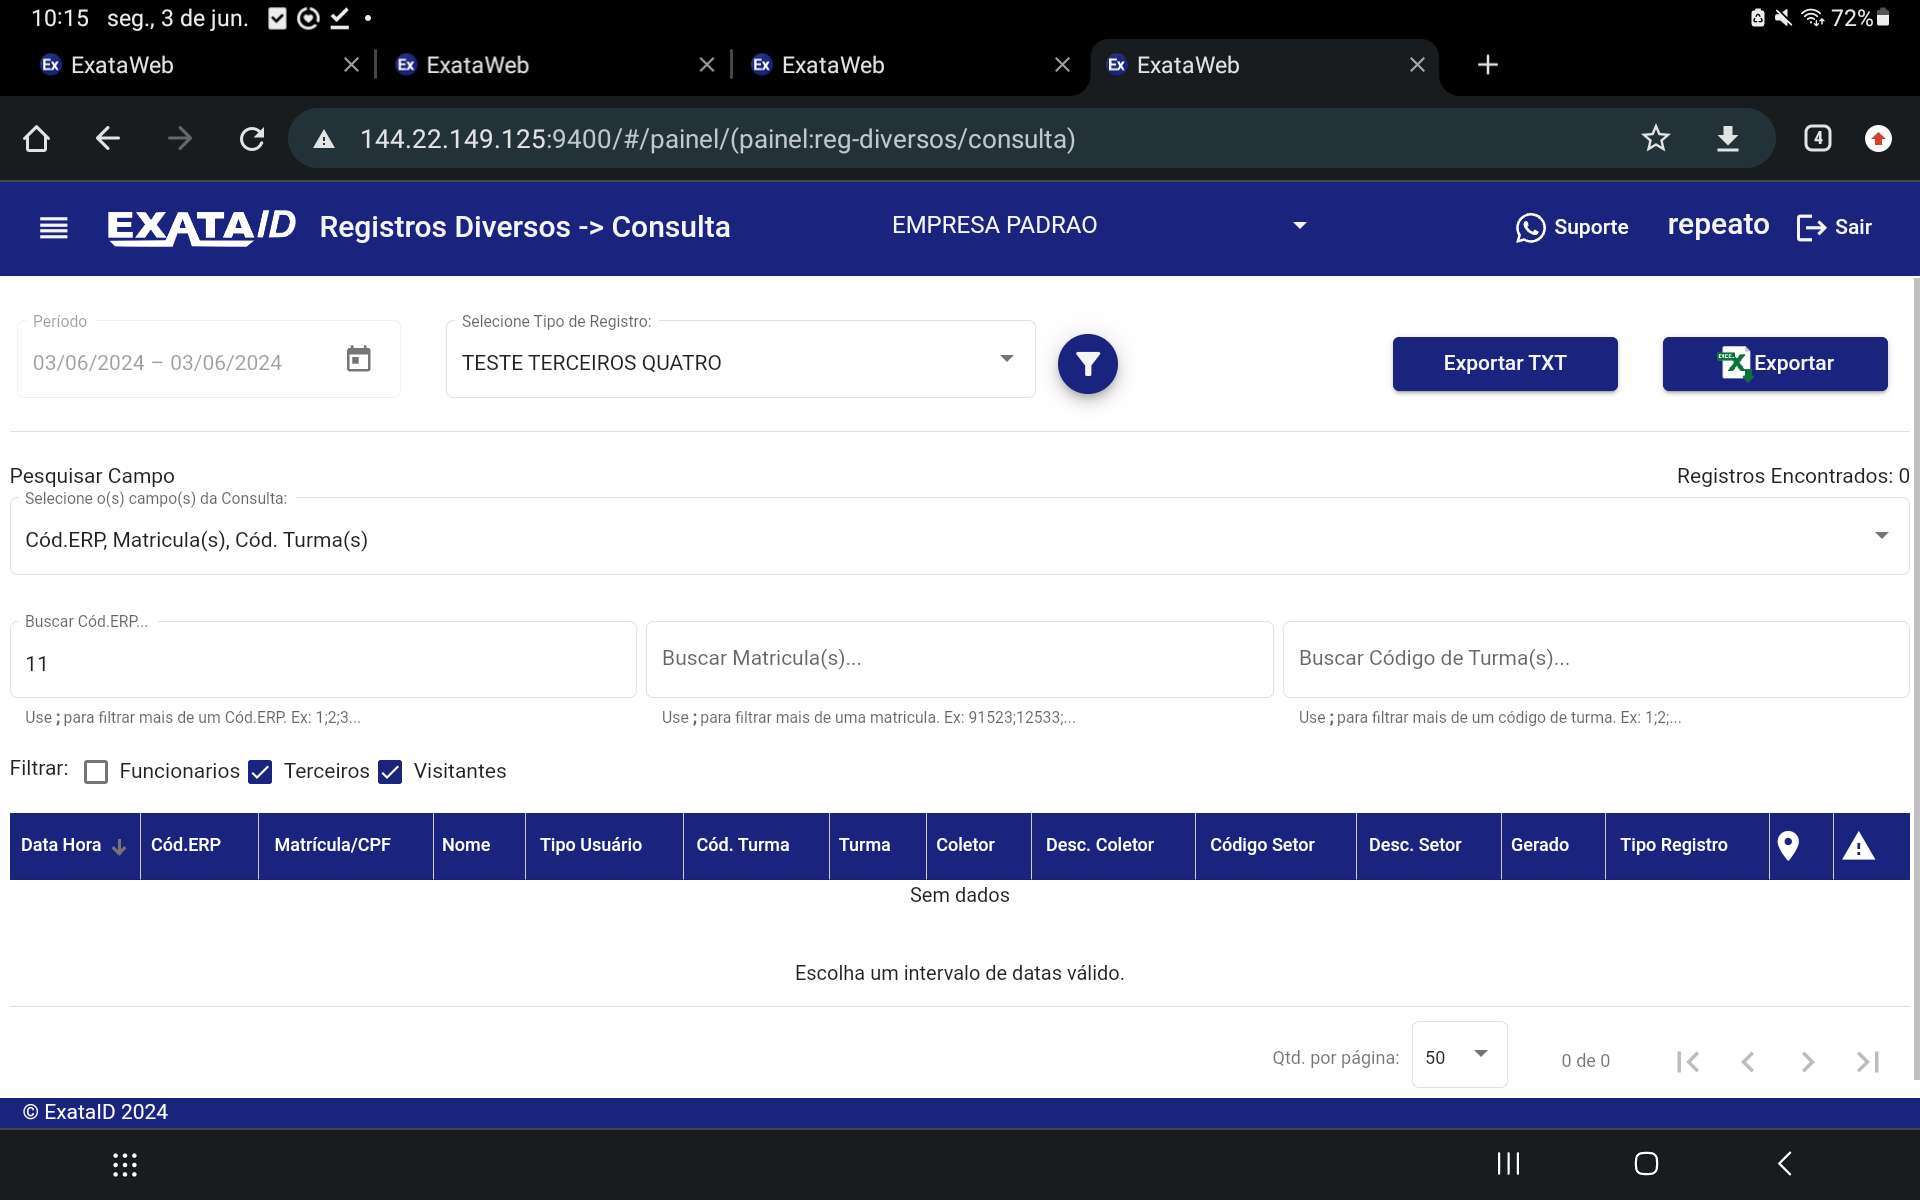 10:15 seg., 3 de jun. 72%
Ex ExataWeb
Ex ExataWeb
Ex ExataWeb
Ex ExataWeb
144.22.149.125:9400/#/painel/(painel:reg-diversos/consulta)
4
EXATA/D Registros Diversos -> Consulta
EMPRESA PADRAO
Suporte
repeato
Sair
Período
03/06/2024 – 03/06/2024
Selecione Tipo de Registro:
TESTE TERCEIROS QUATRO
Exportar TXT
Exportar
Pesquisar Campo
Registros Encontrados: 0
Selecione o(s) campo(s) da Consulta:
Cód.ERP, Matricula(s), Cód. Turma(s)
Buscar Cód.ERP...
11
Buscar Matricula(s)...
Buscar Código de Turma(s)...
Use ; para filtrar mais de um Cód.ERP. Ex: 1;2;3...
Use ; para filtrar mais de uma matricula. Ex: 91523;12533;...
Use ; para filtrar mais de um código de turma. Ex: 1;2;...
Filtrar: Funcionarios Terceiros Visitantes
Data Hora Cód.ERP Matrícula/CPF Nome Tipo Usuário Cód. Turma Turma Coletor Desc. Coletor Código Setor Desc. Setor Gerado Tipo Registro
Sem dados
Escolha um intervalo de datas válido.
Qtd. por página: 50 0 de 0
© ExataID 2024